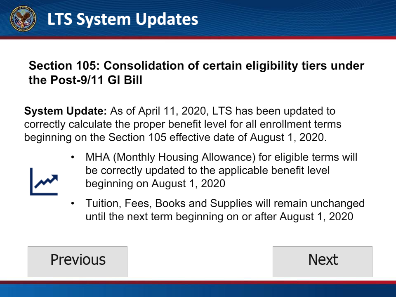 LTS System Updates
Section 105: Consolidation of certain eligibility tiers under
the Post-9/11 GI Bill
System Update: As of April 11, 2020, LTS has been updated to
correctly calculate the proper benefit level for all enrollment terms
beginning on the Section 105 effective date of August 1, 2020.
• MHA (Monthly Housing Allowance) for eligible terms will
be correctly updated to the applicable benefit level
beginning on August 1, 2020
• Tuition, Fees, Books and Supplies will remain unchanged
until the next term beginning on or after August 1, 2020
Previous
Next